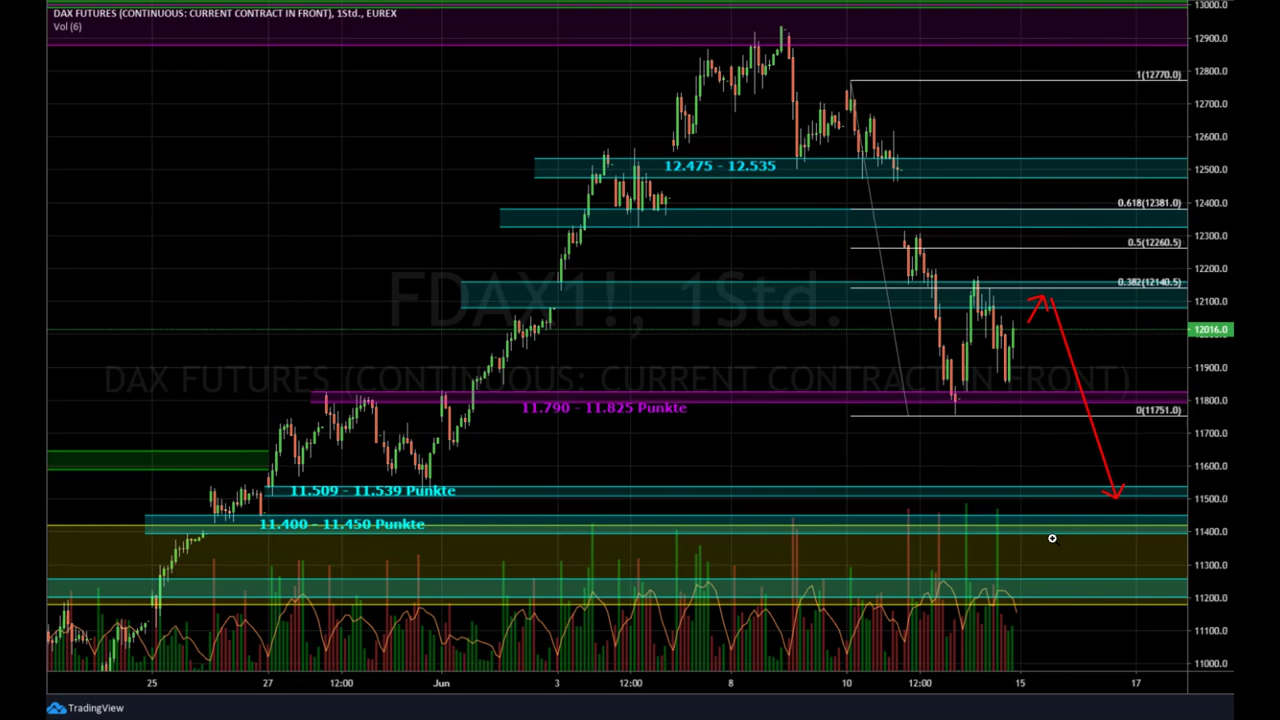 DAX FUTURES (CONTINUOUS: CURRENT CONTRACT IN FRONT), 1Std., EUREX
Vol (6)
13000.0
12900.0
12800.0
12700.0
12600.0
12500.0
12400.0
12300.0
12200.0
12100.0
12016.0
11900.0
11800.0
11700.0
11600.0
11500.0
11400.0
11300.0
11200.0
11100.0
11000.0
1(12770.0)
12.475 - 12.535
0.618(12381.0)
0.5(12260.5)
0.382(12140.5)
FDAX1!, 1Std.
DAX FUTURES (CONTINUOUS: CURRENT CONTRACT IN FRONT)
11.790 - 11.825 Punkte
0(11751.0)
11.509 - 11.539 Punkte
11.400 - 11.450 Punkte
25 27 12:00 Jun 3 12:00 8 10 12:00 15 17
TradingView